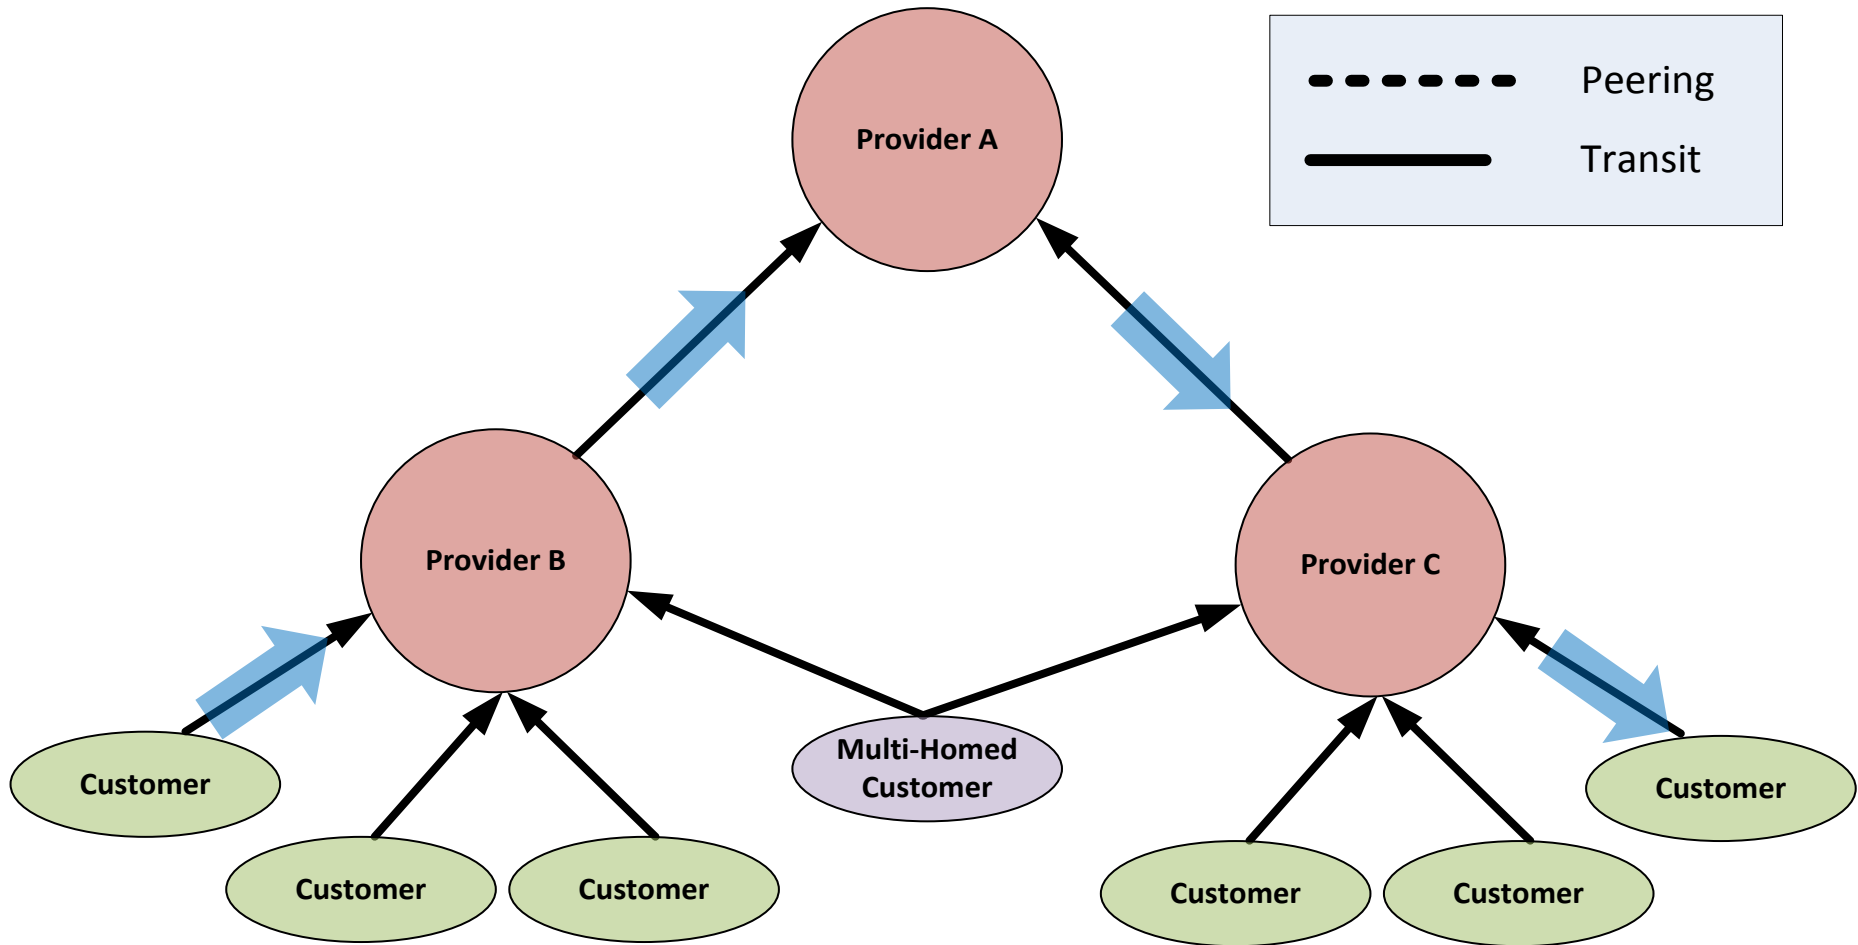 Provider A
Peering
Transit
Provider B
Provider C
Multi-Homed
Customer
Customer
Customer
Customer
Customer
Customer
Customer